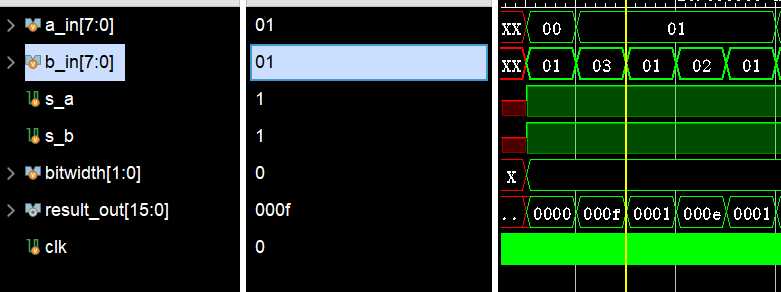 a_in[7:0] 01 XX 00 01
b_in[7:0] 01 XX 01 03 01 02 01
s_a 1
s_b 1
bitwidth[1:0] 0 X
result_out[15:0] 000f .. 0000 000f 0001 000e 0001
clk 0